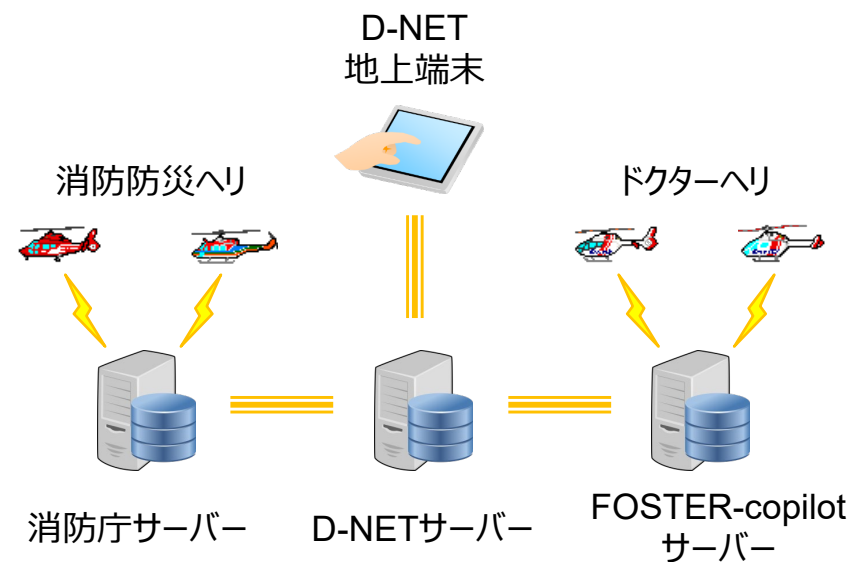 D-NET
地上端末
消防防災ヘリ
ドクターヘリ
消防庁サーバー
D-NETサーバー
FOSTER-copilot
サーバー